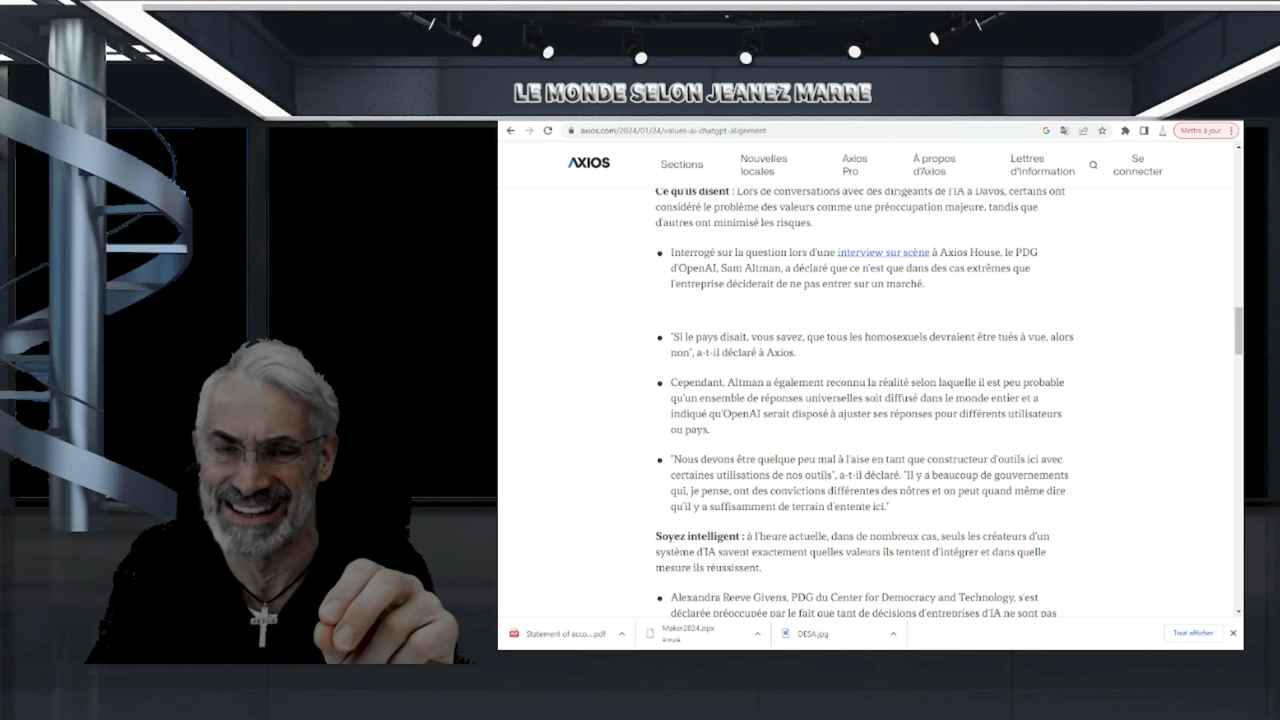 LE MONDE SELON JEANEZ MARRE
axios.com/2024/01/24/values-ai-chatgpt-alignment
Mettre à jour
AXIOS
Sections
Nouvelles
locales
Axios
Pro
À propos
d'Axios
Lettres
d'information
Se
connecter
Ce qu'ils disent : Lors de conversations avec des dirigeants de l'IA à Davos, certains ont
considéré le problème des valeurs comme une préoccupation majeure, tandis que
d'autres ont minimisé les risques.
Interrogé sur la question lors d'une interview sur scène à Axios House, le PDG
d'OpenAI, Sam Altman, a déclaré que ce n'est que dans des cas extrêmes que
l'entreprise déciderait de ne pas entrer sur un marché.
"Si le pays disait, vous savez, que tous les homosexuels devraient être tués à vue, alors
non", a-t-il déclaré à Axios.
Cependant, Altman a également reconnu la réalité selon laquelle il est peu probable
qu'un ensemble de réponses universelles soit diffusé dans le monde entier et a
indiqué qu'OpenAI serait disposé à ajuster ses réponses pour différents utilisateurs
ou pays.
"Nous devons être quelque peu mal à l'aise en tant que constructeur d'outils ici avec
certaines utilisations de nos outils", a-t-il déclaré. "Il y a beaucoup de gouvernements
qui, je pense, ont des convictions différentes des nôtres et on peut quand même dire
qu'il y a suffisamment de terrain d'entente ici."
Soyez intelligent : à l'heure actuelle, dans de nombreux cas, seuls les créateurs d'un
système d'IA savent exactement quelles valeurs ils tentent d'intégrer et dans quelle
mesure ils réussissent.
Alexandra Reeve Givens, PDG du Center for Democracy and Technology, s'est
déclarée préoccupée par le fait que tant de décisions d'entreprises d'IA ne sont pas
Statement of acco....pdf
Maker2024.zipx
Annulé
DESA.jpg
Tout afficher
JESUS